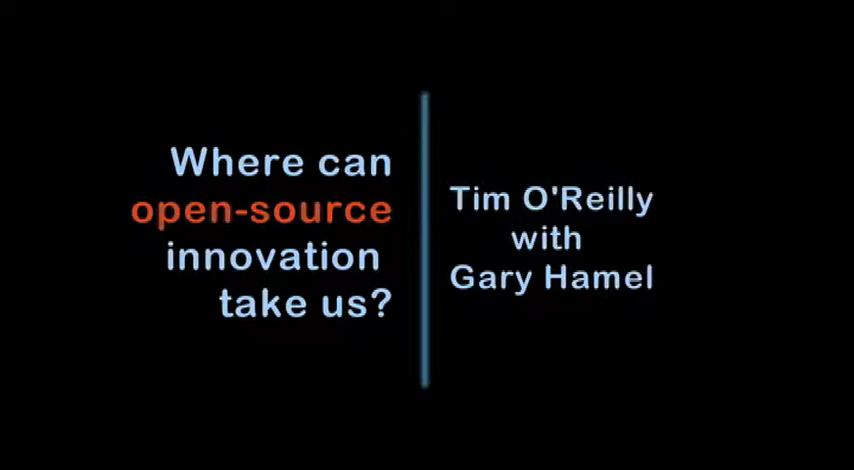 Where can
open-source
innovation
take us?
Tim O'Reilly
with
Gary Hamel